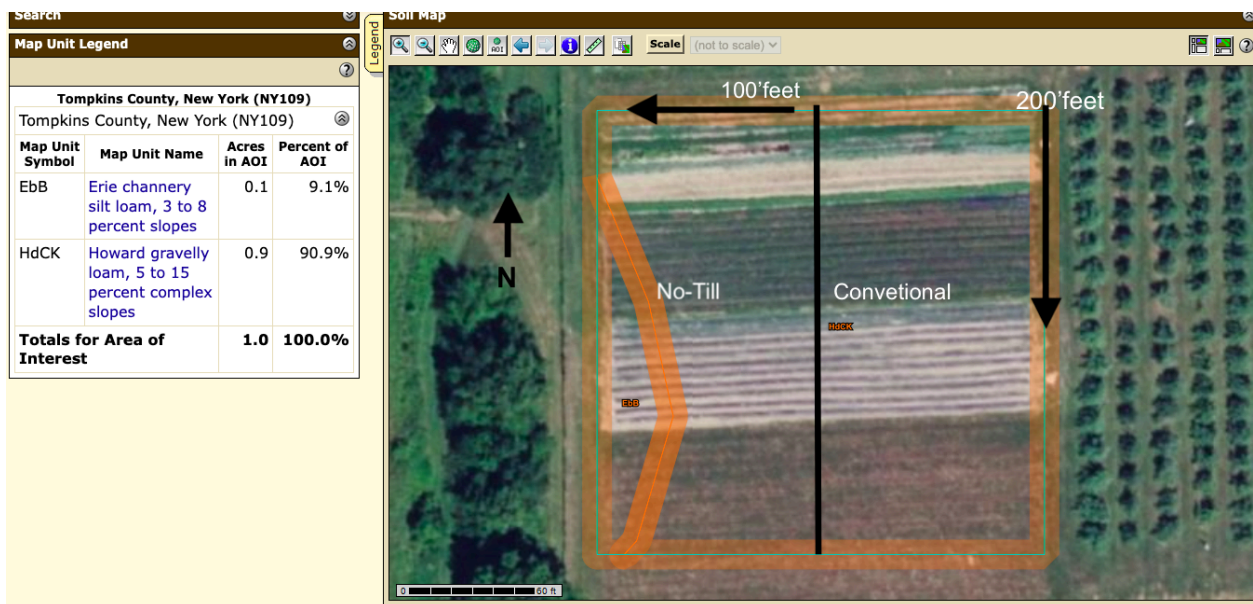 Search
Map Unit Legend
Tompkins County, New York (NY109)
Tompkins County, New York (NY109)
Map Unit Symbol
Map Unit Name
Acres in AOI
Percent of AOI
EbB
Erie channery silt loam, 3 to 8 percent slopes
0.1
9.1%
HdCK
Howard gravelly loam, 5 to 15 percent complex slopes
0.9
90.9%
Totals for Area of Interest
1.0
100.0%
Legend
Soil Map
AOI
Scale
(not to scale)
100'feet
200'feet
N
No-Till
Convetional
HdCK
EbB
0
60 ft